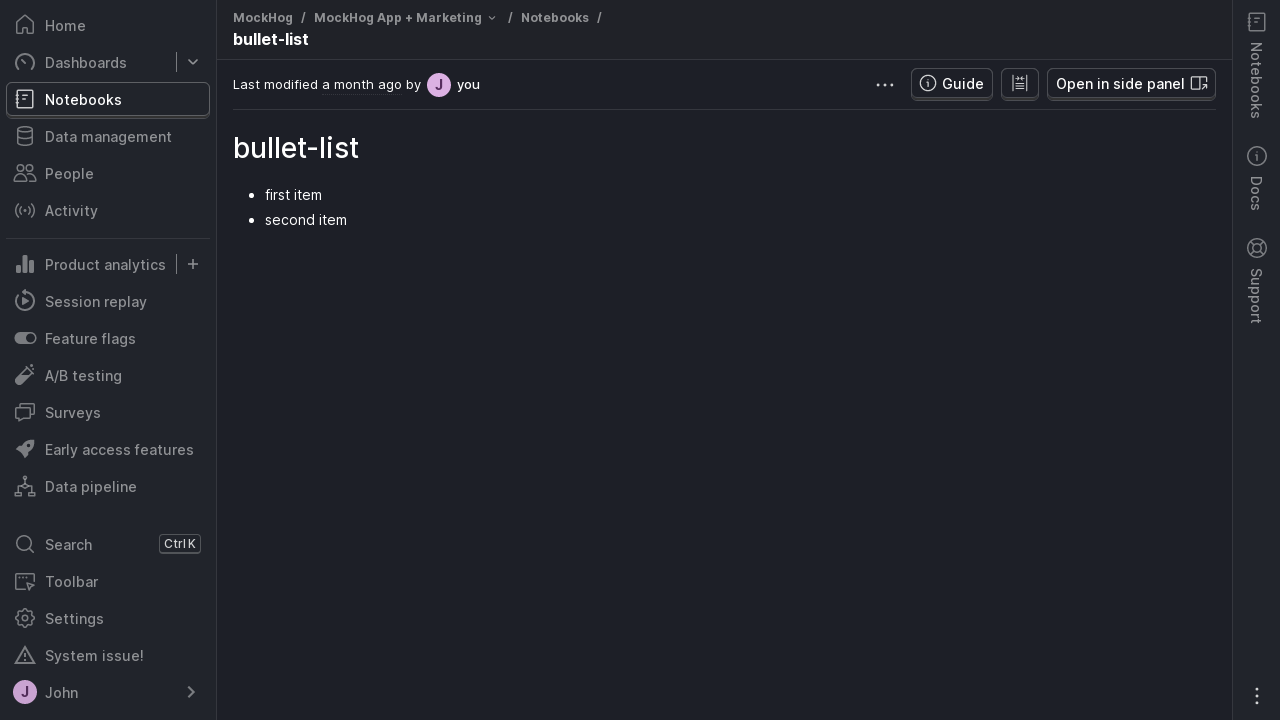 Home
Dashboards
Notebooks
Data management
People
Activity
Product analytics
Session replay
Feature flags
A/B testing
Surveys
Early access features
Data pipeline
Search Ctrl K
Toolbar
Settings
System issue!
J John
MockHog / MockHog App + Marketing / Notebooks /
bullet-list
Last modified a month ago by J you
Guide
Open in side panel
bullet-list
• first item
• second item
Notebooks
Docs
Support